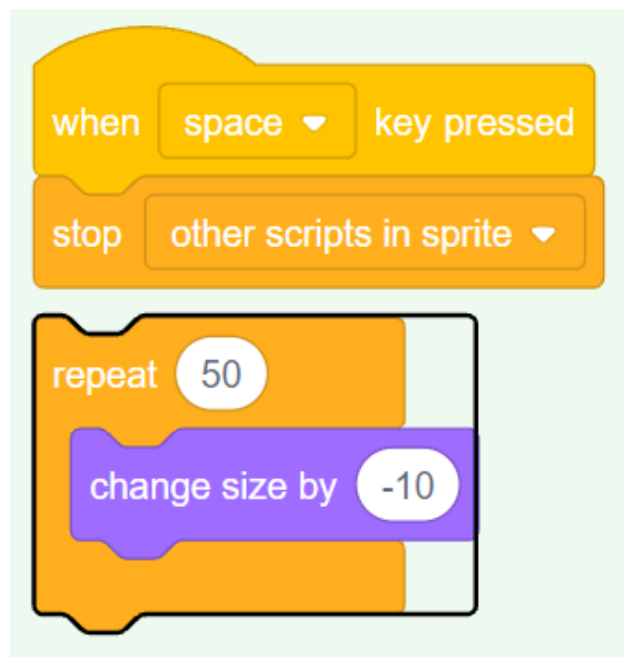 when space key pressed
stop other scripts in sprite
repeat 50
change size by -10